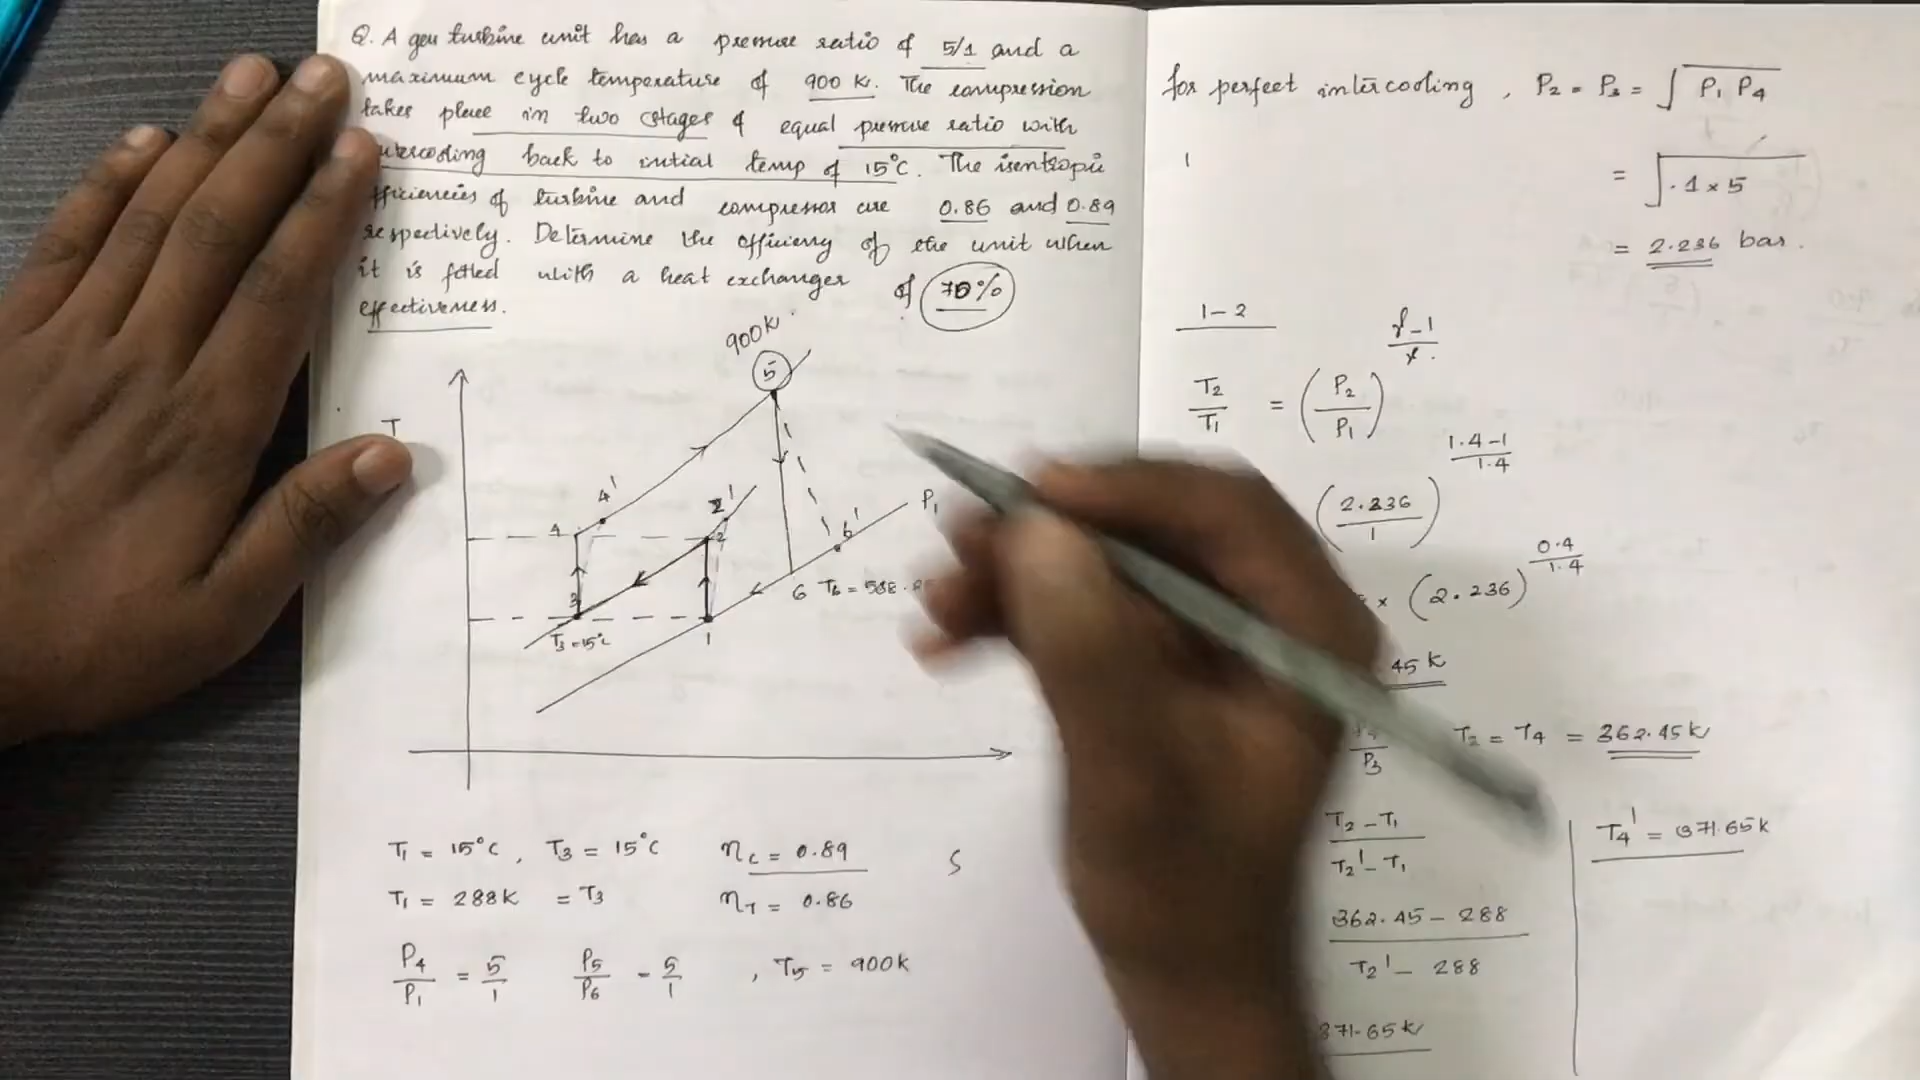 Q. A gas turbine unit has a pressure ratio of 5/1 and a
maximum cycle temperature of 900 K. The compression
takes place in two stages of equal pressure ratio with
intercooling back to initial temp of 15°C. The isentropic
efficiencies of turbine and compressor are 0.86 and 0.89
respectively. Determine the efficiency of the unit when
it is fitted with a heat exchanger of 70%
effectiveness.
900K
5
T
4'
4
2'
2
6'
P₁
3
6 T₆ =
T₃ = 15°C
1
S
T₁ = 15°C, T₃ = 15°C
η_C = 0.89
T₁ = 288K = T₃
η_T = 0.86
P₄/P₁ = 5/1 P₅/P₆ = 5/1, T₅ = 900K
for perfect intercooling, P₂ = P₃ = √(P₁ P₄)
= √(1 × 5)
= 2.236 bar.
1-2
T₂/T₁ = (P₂/P₁)^((γ-1)/γ)
(2.236/1)^((1.4-1)/1.4)
× (2.236)^(0.4/1.4)
45 K
P₃ T₂ = T₄ = 362.45K
(T₂ - T₁)/(T₂' - T₁)
T₄' = 371.65K
(362.45 - 288)/(T₂' - 288)
371.65K